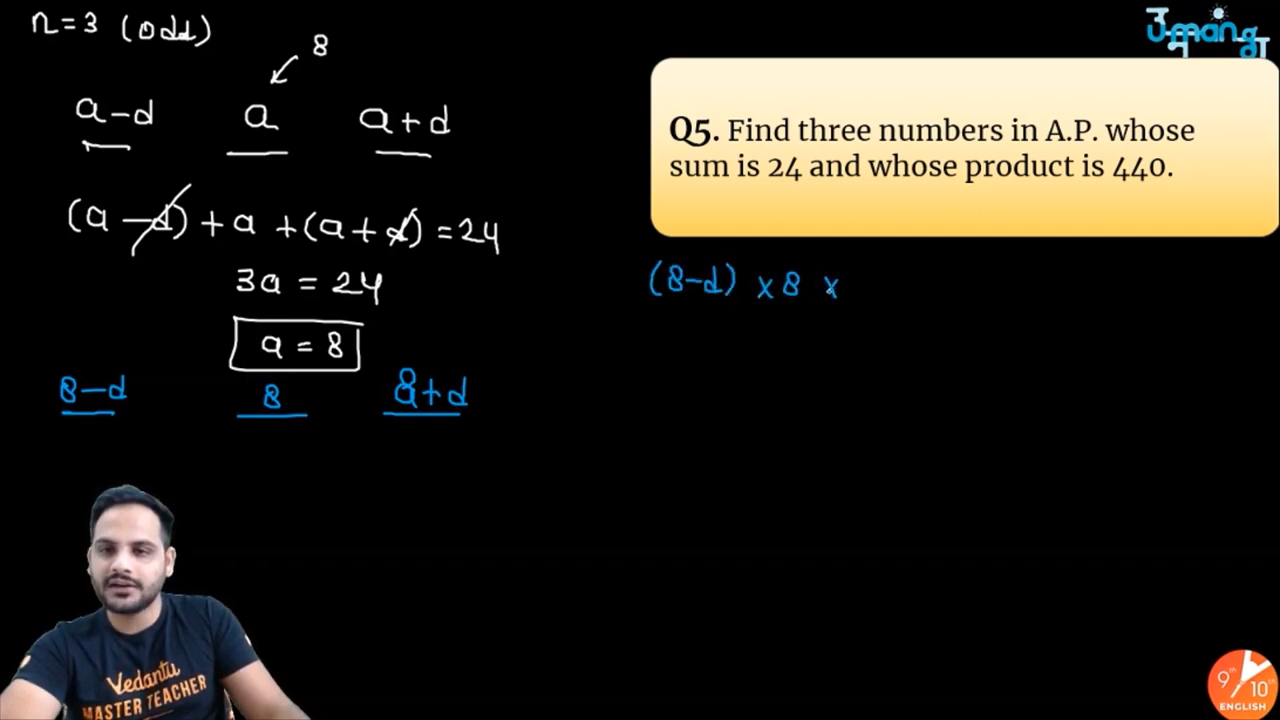 n = 3 (odd)
8
a - d a a + d
(a - d) + a + (a + d) = 24
3a = 24
a = 8
8 - d 8 8 + d
उमंग
Umang
Q5. Find three numbers in A.P. whose
sum is 24 and whose product is 440.
(8-d) × 8 ×
Vedantu
MASTER TEACHER
9th 10th
ENGLISH